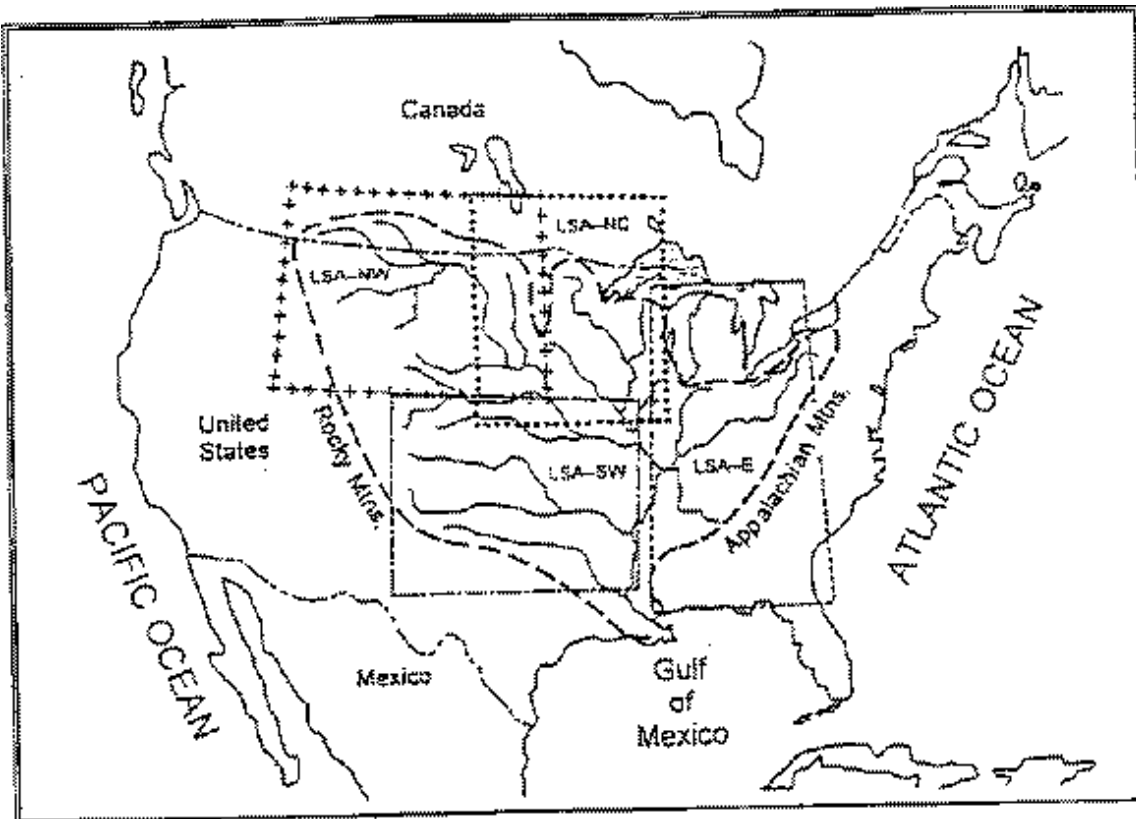 Canada
LSA-NC
LSA-NW
United
States
Rocky Mtns.
LSA-SW
LSA-E
Appalachian Mtns.
PACIFIC OCEAN
ATLANTIC OCEAN
Mexico
Gulf
of
Mexico